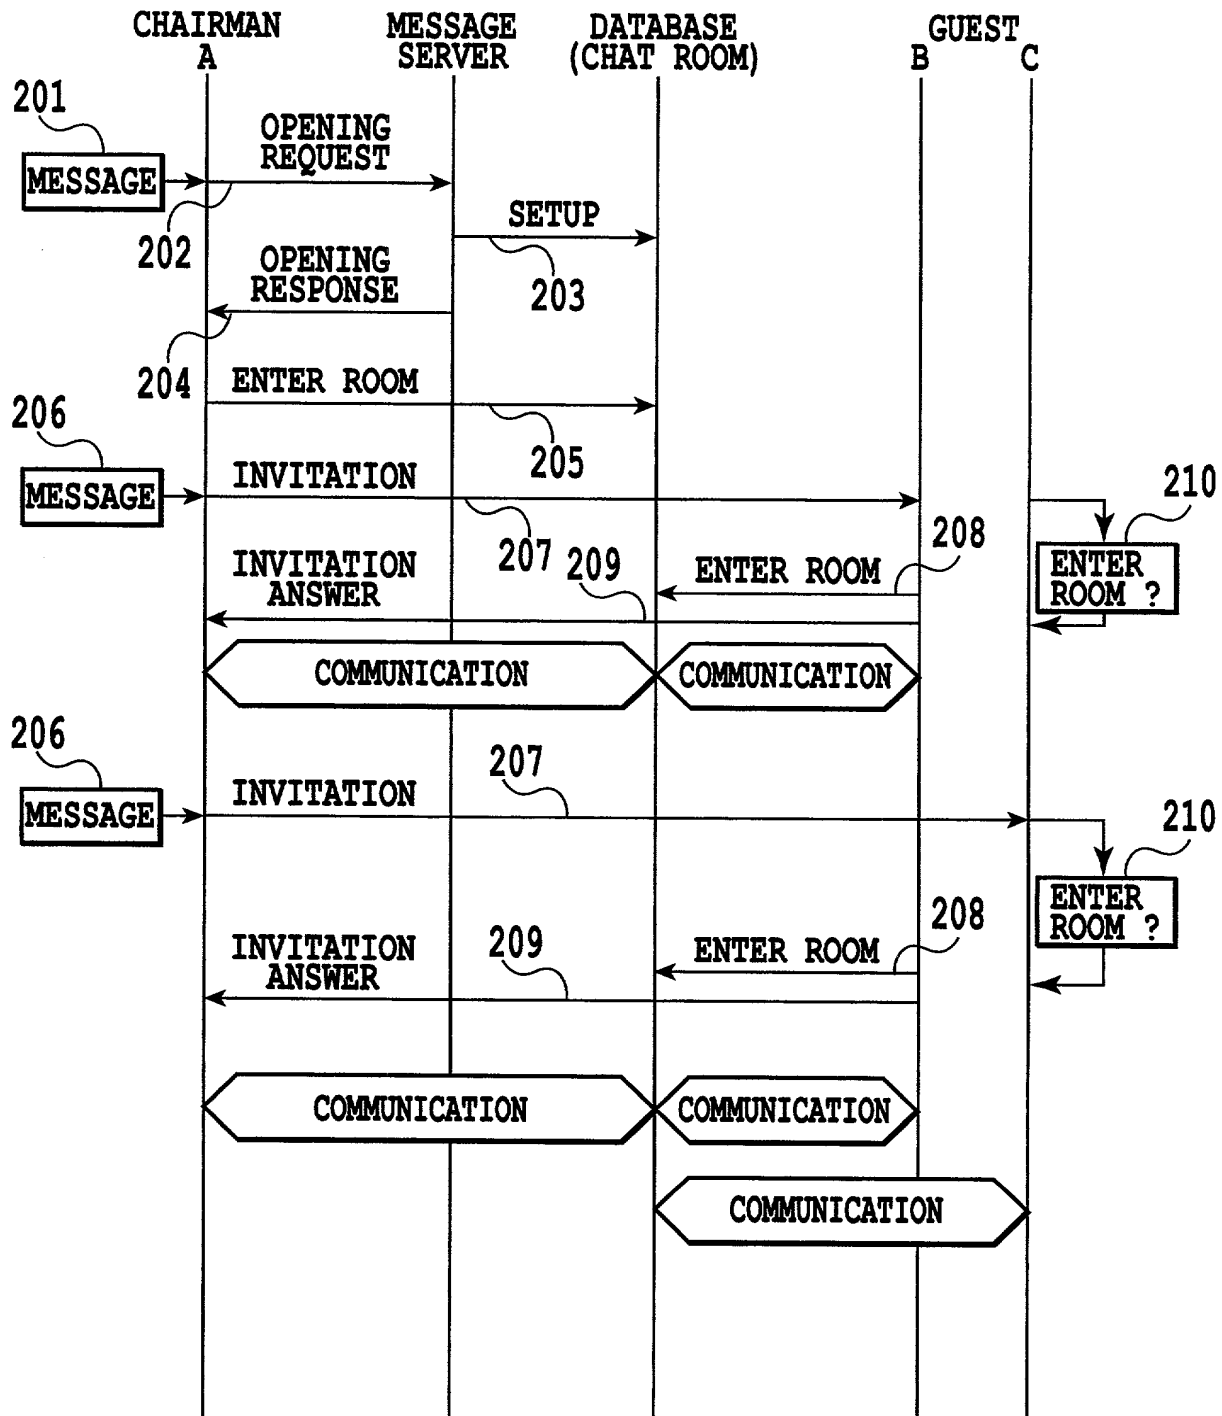 CHAIRMAN
A
MESSAGE
SERVER
DATABASE
(CHAT ROOM)
GUEST
B C
201
MESSAGE
OPENING
REQUEST
202
SETUP
203
OPENING
RESPONSE
204
ENTER ROOM
205
206
MESSAGE
INVITATION
207
210
ENTER
ROOM ?
208
ENTER ROOM
209
INVITATION
ANSWER
COMMUNICATION
COMMUNICATION
206
MESSAGE
INVITATION
207
210
ENTER
ROOM ?
208
ENTER ROOM
209
INVITATION
ANSWER
COMMUNICATION
COMMUNICATION
COMMUNICATION